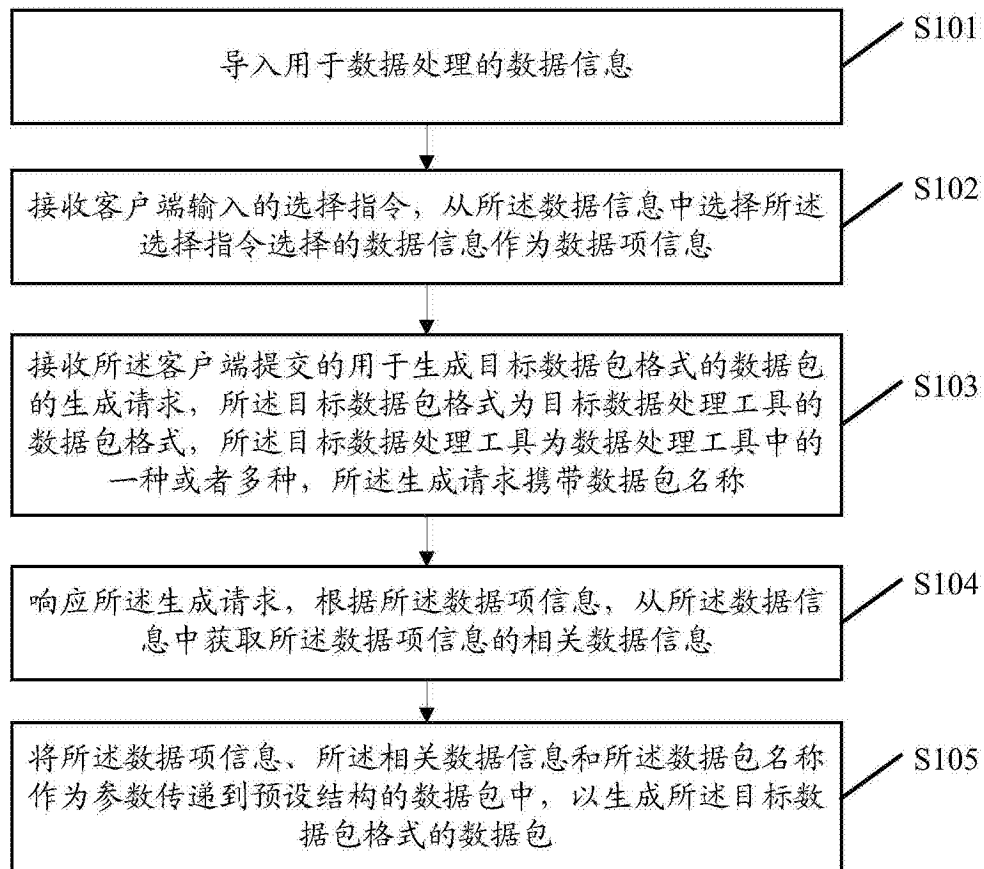 导入用于数据处理的数据信息
S101
接收客户端输入的选择指令，从所述数据信息中选择所述
选择指令选择的数据信息作为数据项信息
S102
接收所述客户端提交的用于生成目标数据包格式的数据包
的生成请求，所述目标数据包格式为目标数据处理工具的
数据包格式，所述目标数据处理工具为数据处理工具中的
一种或者多种，所述生成请求携带数据包名称
S103
响应所述生成请求，根据所述数据项信息，从所述数据信
息中获取所述数据项信息的相关数据信息
S104
将所述数据项信息、所述相关数据信息和所述数据包名称
作为参数传递到预设结构的数据包中，以生成所述目标数
据包格式的数据包
S105